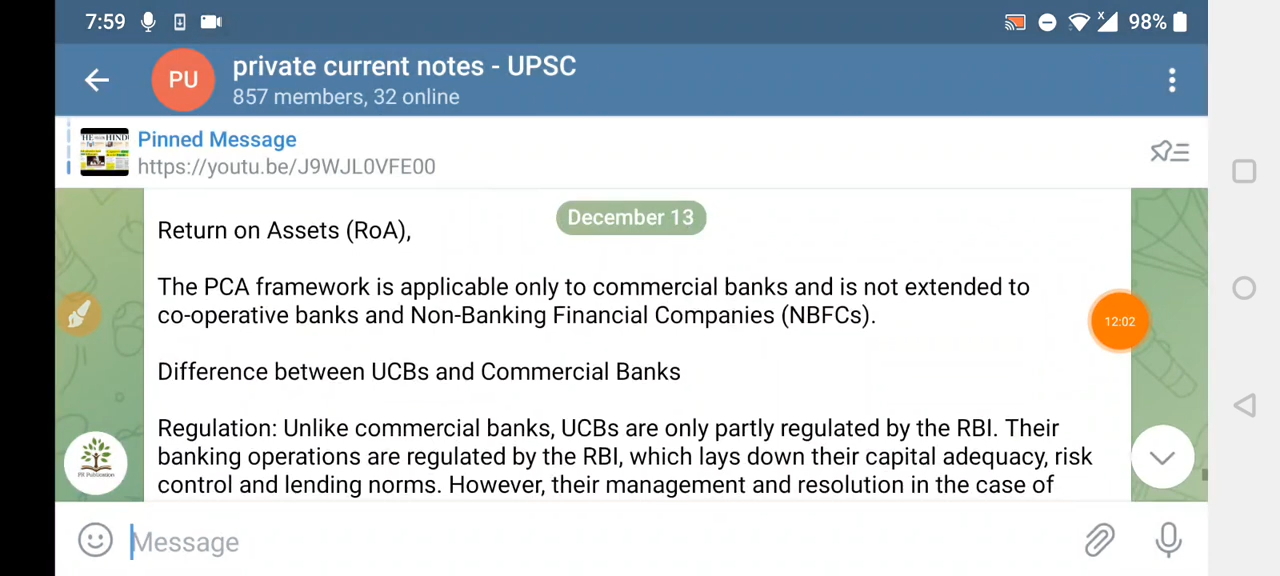 7:59 98%
PU private current notes - UPSC
857 members, 32 online
Pinned Message
https://youtu.be/J9WJL0VFE00
December 13
Return on Assets (RoA),
The PCA framework is applicable only to commercial banks and is not extended to
co-operative banks and Non-Banking Financial Companies (NBFCs).
12:02
Difference between UCBs and Commercial Banks
Regulation: Unlike commercial banks, UCBs are only partly regulated by the RBI. Their
banking operations are regulated by the RBI, which lays down their capital adequacy, risk
control and lending norms. However, their management and resolution in the case of
Message